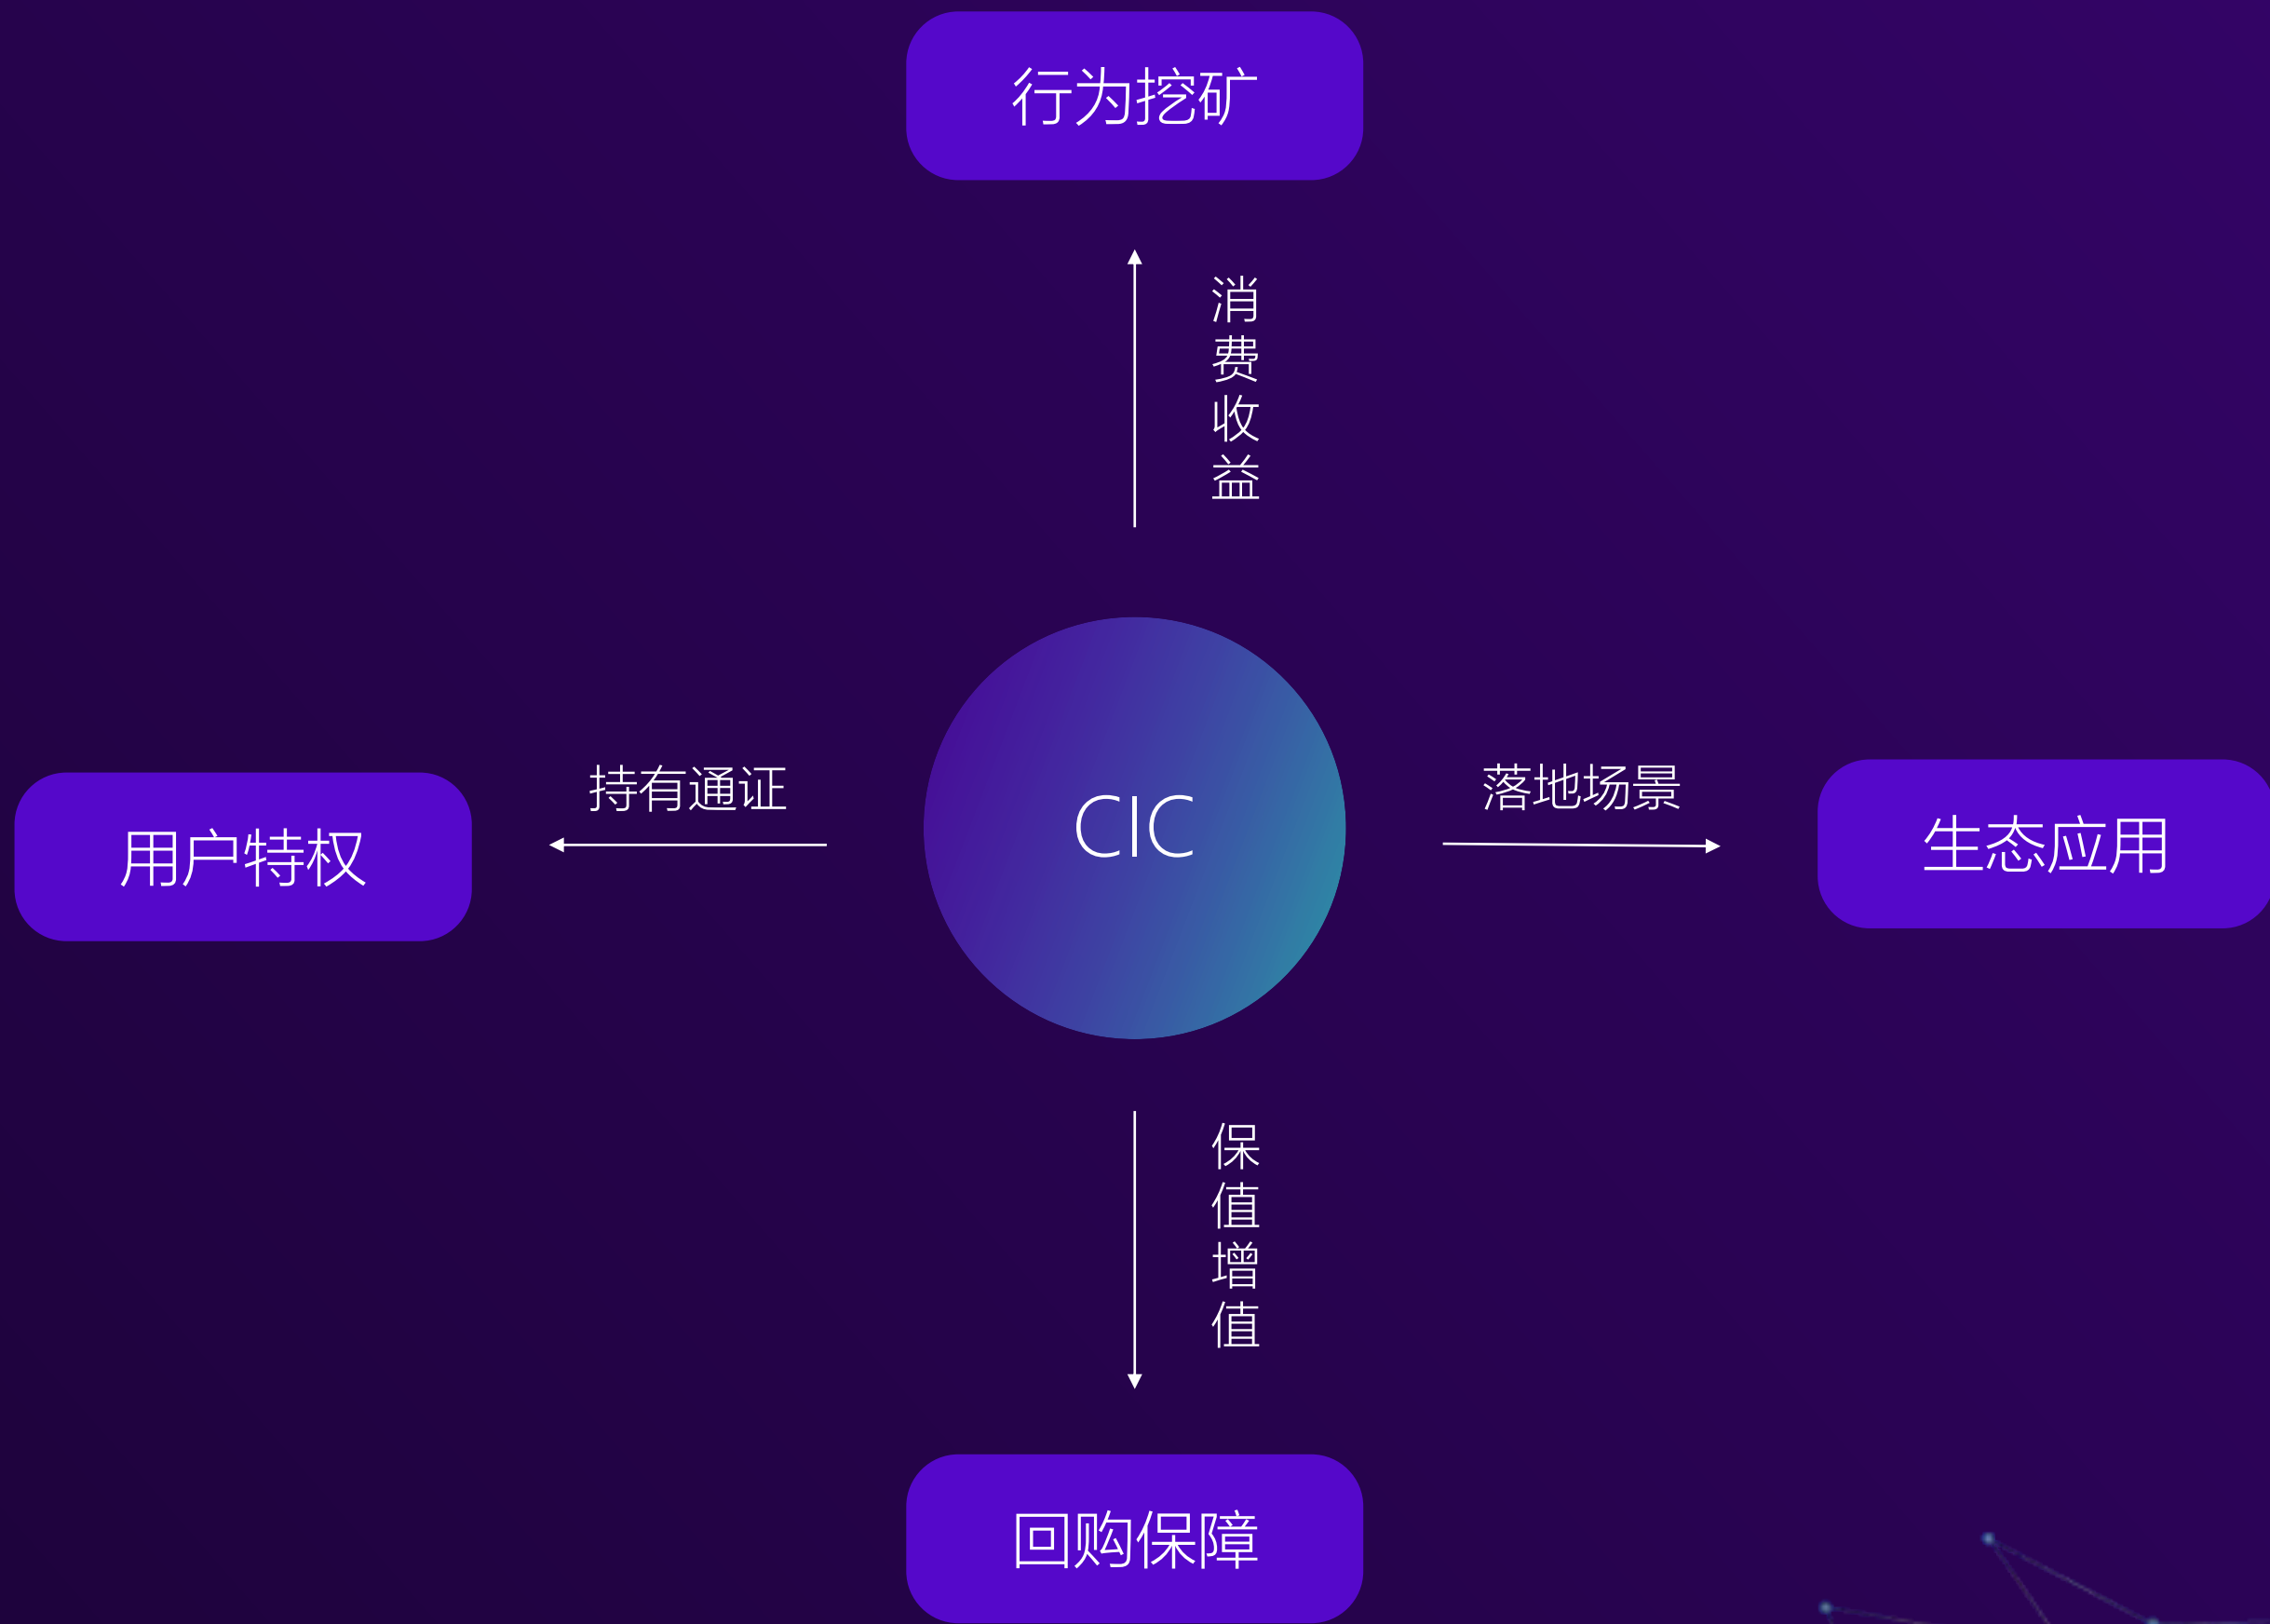 行为挖矿
消费收益
持有通证
落地场景
用户特权
CIC
生态应用
保值增值
回购保障